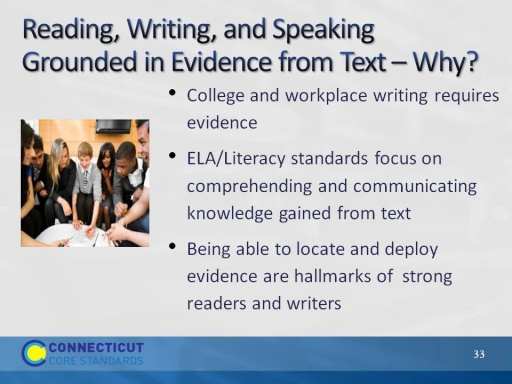 Reading, Writing, and Speaking
Grounded in Evidence from Text – Why?
• College and workplace writing requires
evidence
• ELA/Literacy standards focus on
comprehending and communicating
knowledge gained from text
• Being able to locate and deploy
evidence are hallmarks of strong
readers and writers
CONNECTICUT
CORE STANDARDS
33